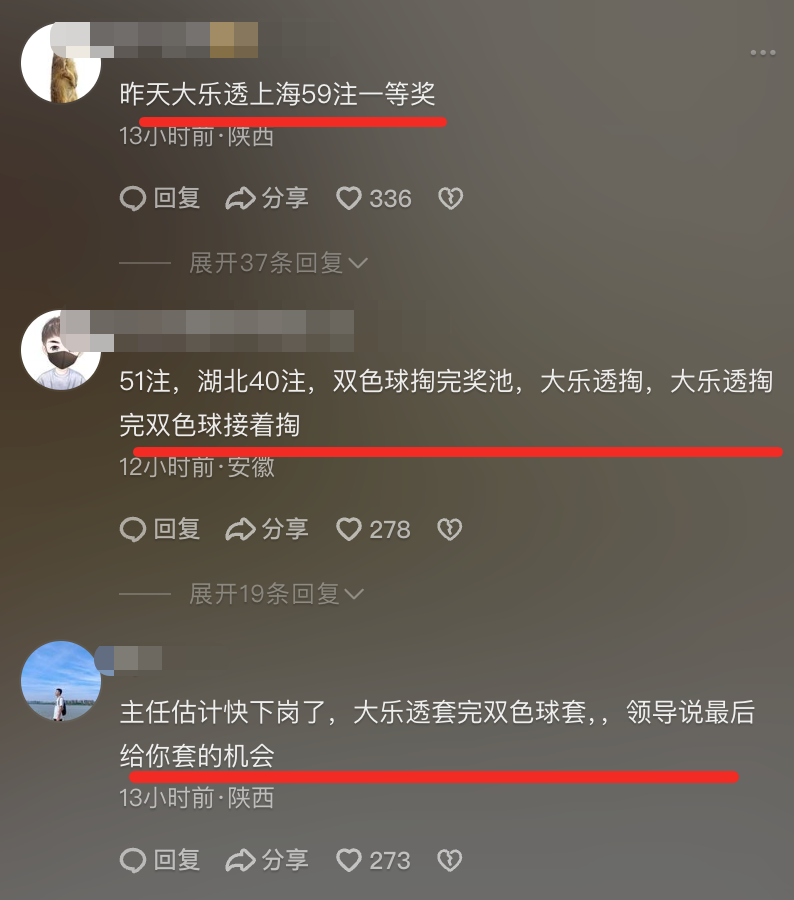 昨天大乐透上海59注一等奖
13小时前·陕西
回复 分享 336
展开37条回复
51注，湖北40注，双色球掏完奖池，大乐透掏，大乐透掏
完双色球接着掏
12小时前·安徽
回复 分享 278
展开19条回复
主任估计快下岗了，大乐透套完双色球套，，领导说最后
给你套的机会
13小时前·陕西
回复 分享 273